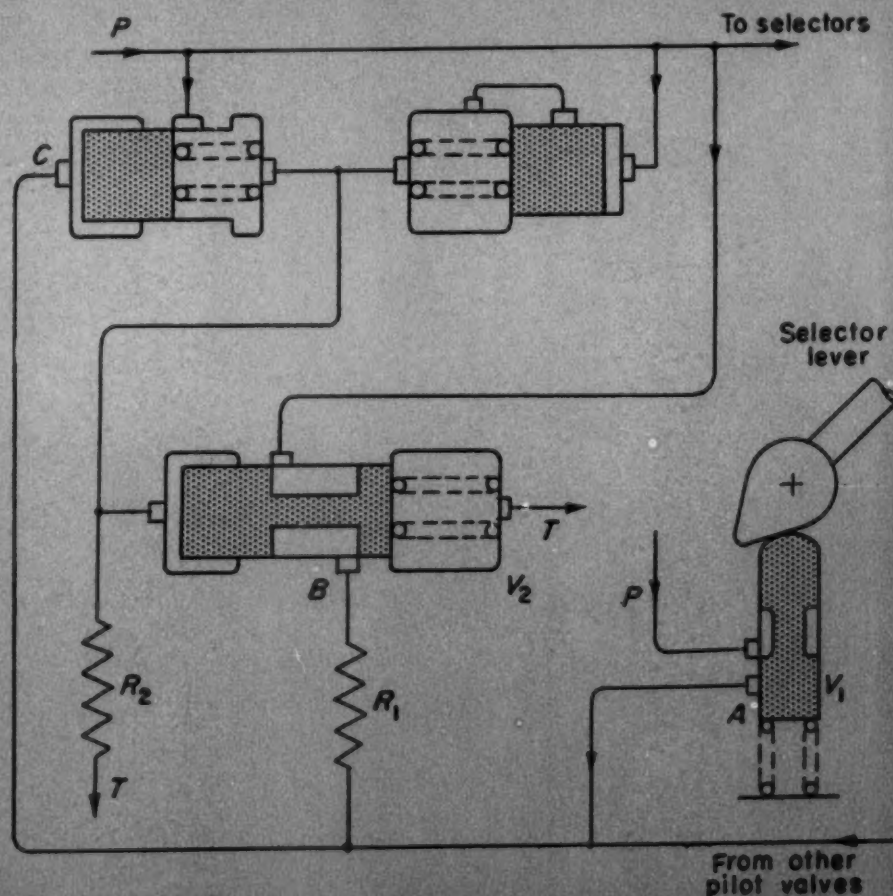 P
To selectors
C
Selector
lever
B
T
V2
P
R2
R1
A
V1
T
From other
pilot valves